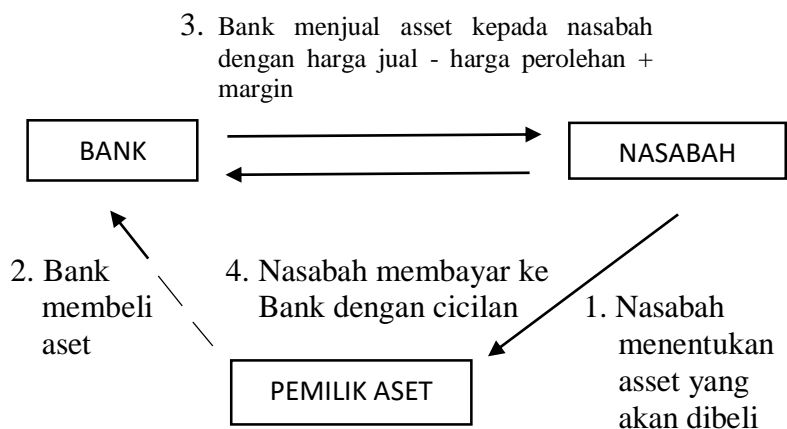 3. Bank menjual asset kepada nasabah
dengan harga jual - harga perolehan +
margin
BANK
NASABAH
2. Bank
membeli
aset
4. Nasabah membayar ke
Bank dengan cicilan
1. Nasabah
menentukan
asset yang
akan dibeli
PEMILIK ASET